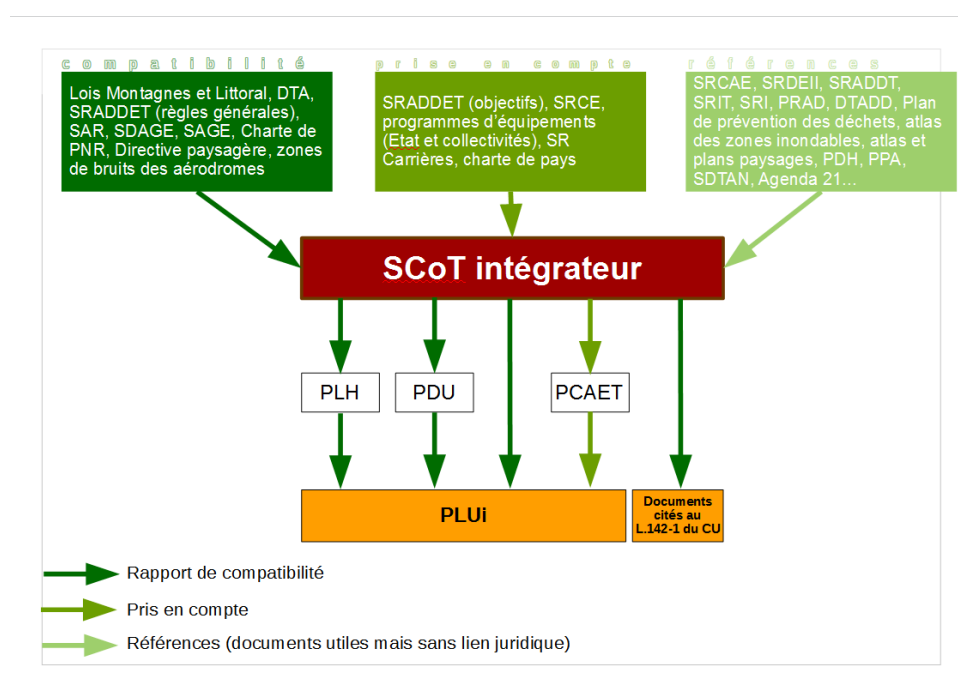 compatibilité
prise en compte
références
Lois Montagnes et Littoral, DTA,
SRADDET (règles générales),
SAR, SDAGE, SAGE, Charte de
PNR, Directive paysagère, zones
de bruits des aérodromes
SRADDET (objectifs), SRCE,
programmes d'équipements
(Etat et collectivités), SR
Carrières, charte de pays
SRCAE, SRDEII, SRADDT,
SRIT, SRI, PRAD, DTADD, Plan
de prévention des déchets, atlas
des zones inondables, atlas et
plans paysages, PDH, PPA,
SDTAN, Agenda 21...
SCoT intégrateur
PLH
PDU
PCAET
PLUi
Documents
cités au
L.142-1 du CU
Rapport de compatibilité
Pris en compte
Références (documents utiles mais sans lien juridique)